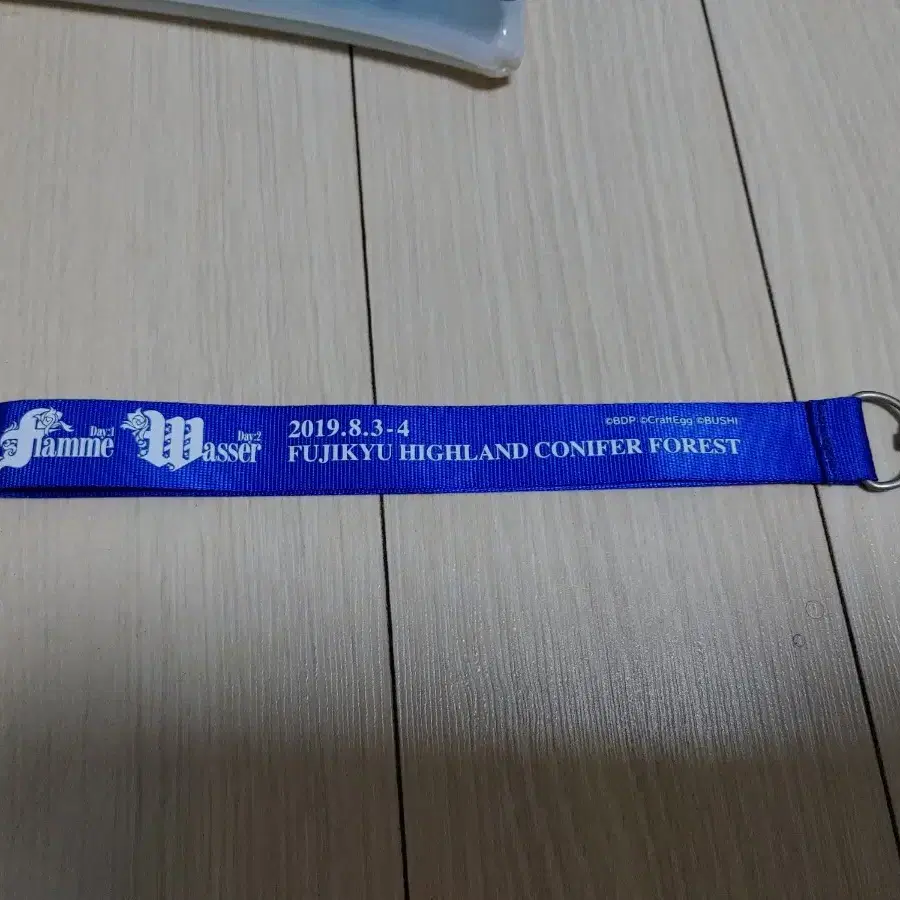 Flamme Day:1
Wasser Day:2
2019.8.3-4
FUJIKYU HIGHLAND CONIFER FOREST
©BDP ©CraftEgg ©BUSHI